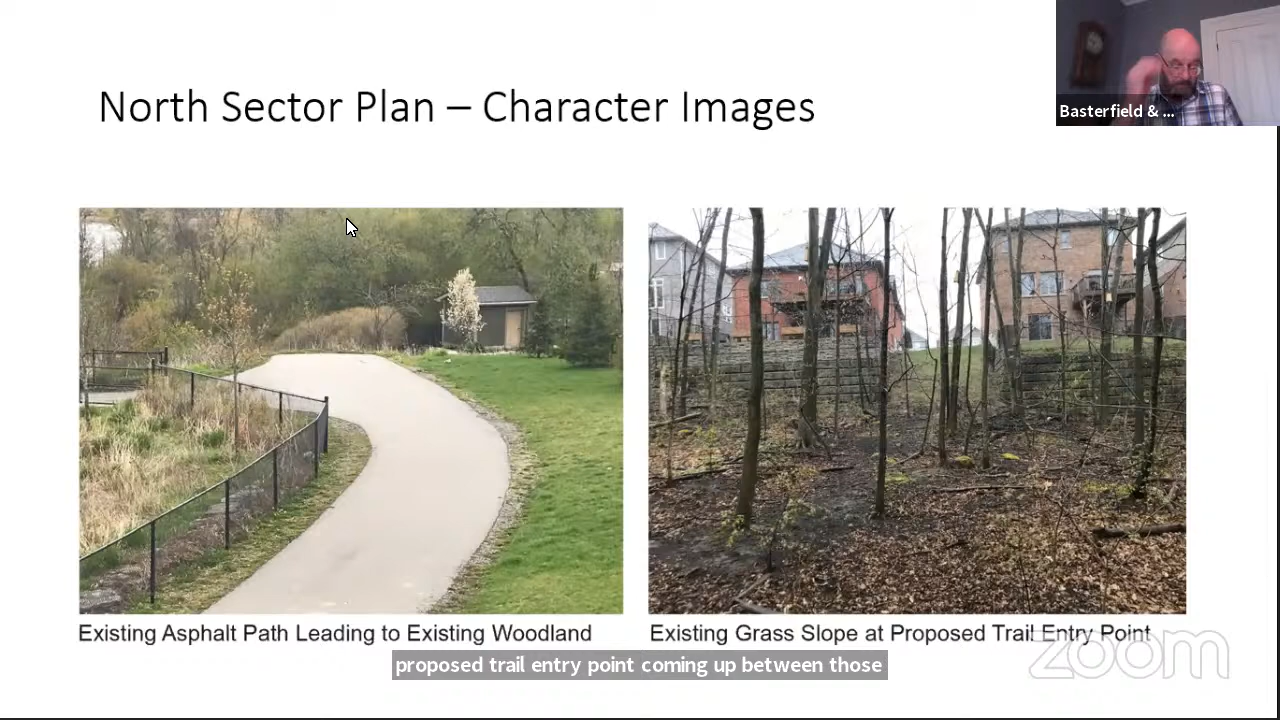 North Sector Plan – Character Images
Basterfield & ...
Existing Asphalt Path Leading to Existing Woodland
Existing Grass Slope at Proposed Trail Entry Point
proposed trail entry point coming up between those
zoom